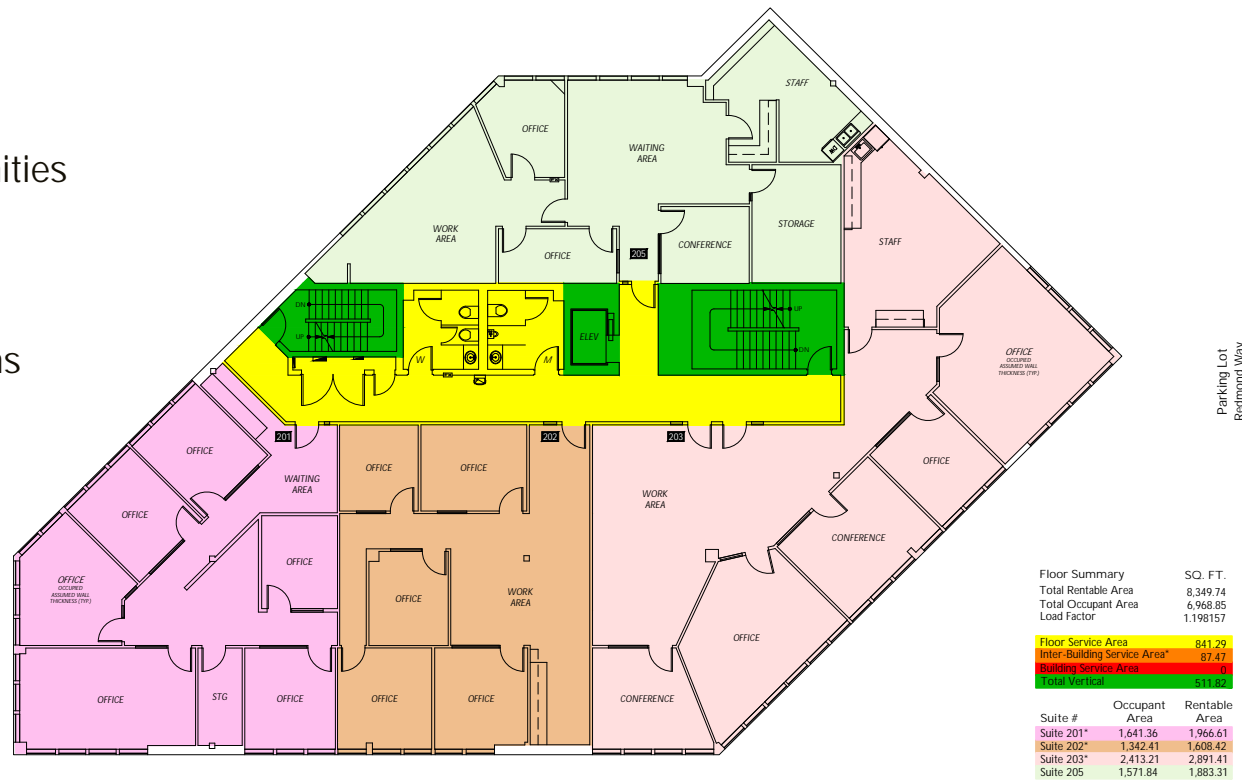 ities
ns
STAFF
OFFICE
WAITING
AREA
STORAGE
WORK
AREA
CONFERENCE
OFFICE
205
STAFF
DN
UP
W
M
ELEV
UP
DN
OFFICE
OCCUPIED
ASSUMED WALL
THICKNESS (TYP.)
Parking Lot
Redmond Way
201
202
203
OFFICE
WAITING
AREA
OFFICE
OFFICE
OFFICE
WORK
AREA
OFFICE
OFFICE
OFFICE
OCCUPIED
ASSUMED WALL
THICKNESS (TYP.)
OFFICE
OFFICE
WORK
AREA
CONFERENCE
OFFICE
OFFICE
STG
OFFICE
OFFICE
OFFICE
CONFERENCE
Floor Summary SQ. FT.
Total Rentable Area 8,349.74
Total Occupant Area 6,968.85
Load Factor 1.198157
Floor Service Area 841.29
Inter-Building Service Area* 87.47
Building Service Area 0
Total Vertical 511.82
Suite # Occupant Area Rentable Area
Suite 201* 1,641.36 1,966.61
Suite 202* 1,342.41 1,608.42
Suite 203* 2,413.21 2,891.41
Suite 205 1,571.84 1,883.31